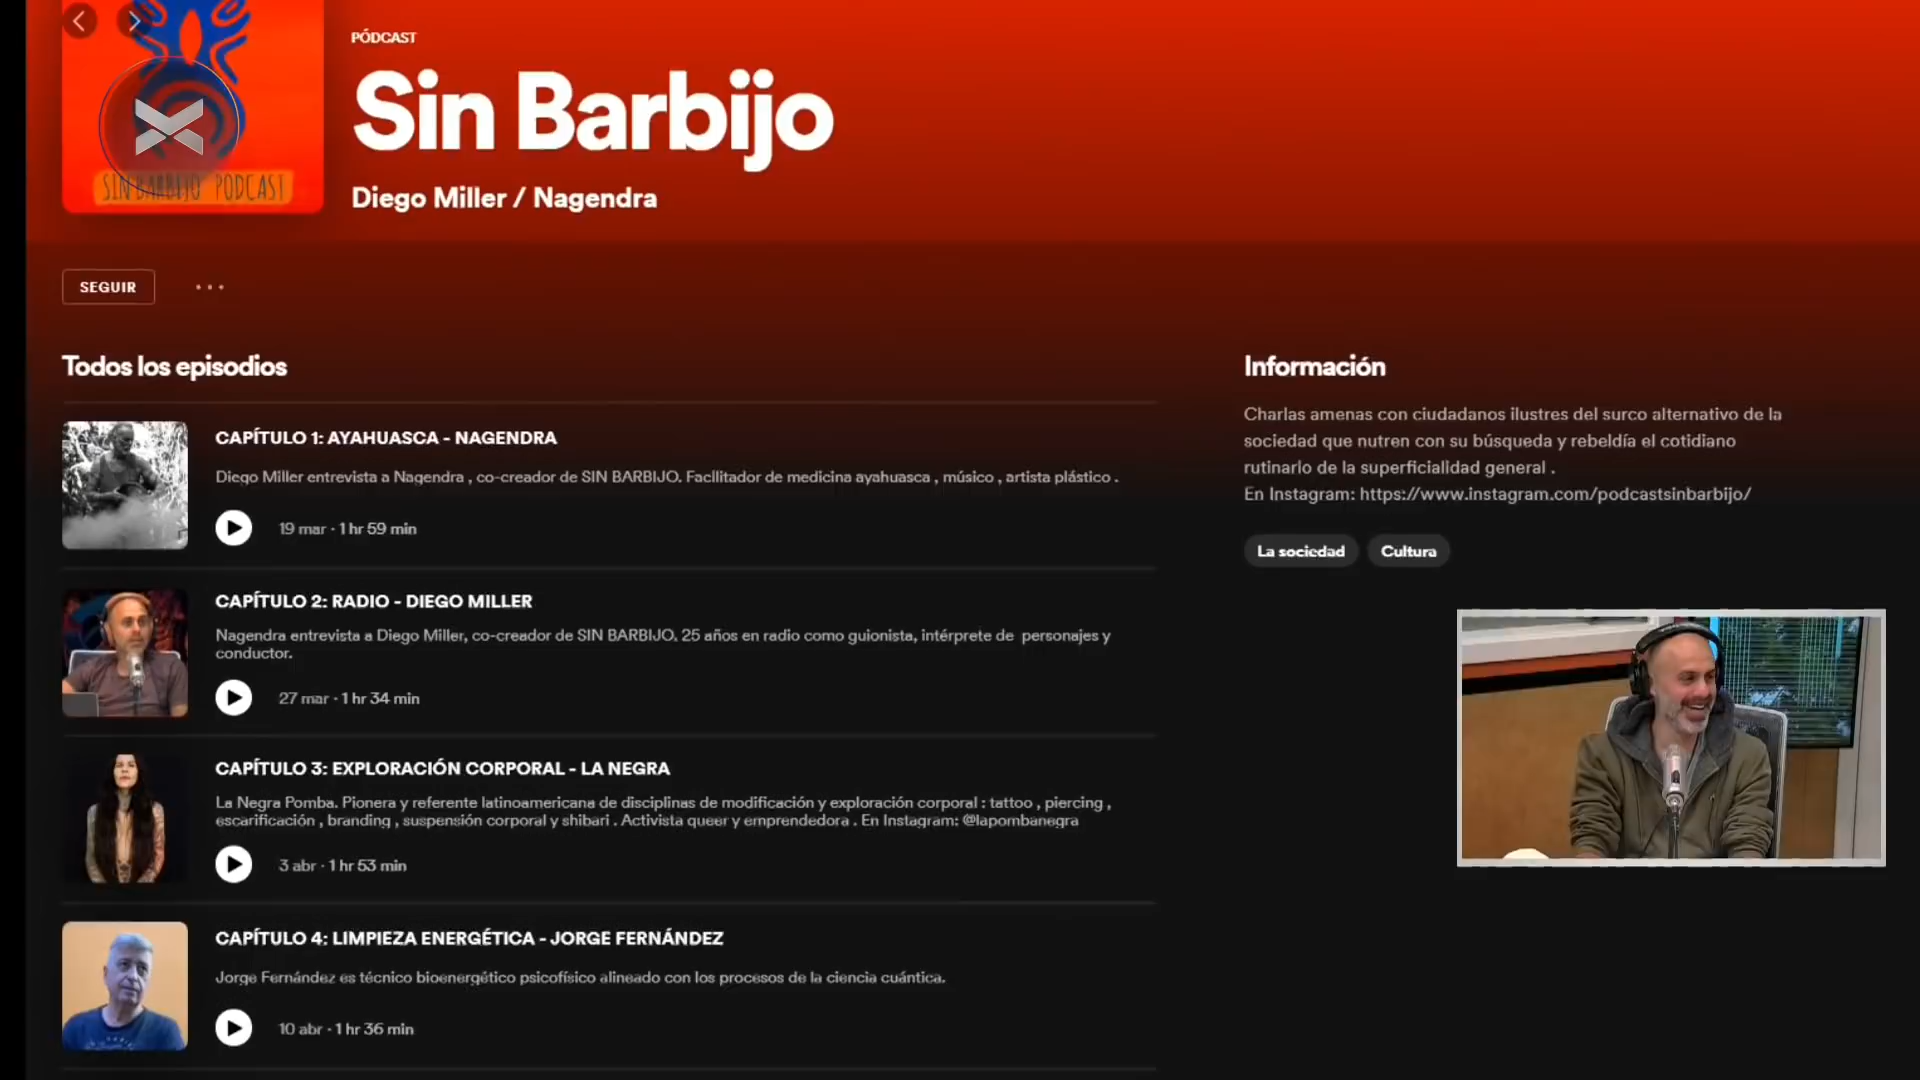 PÓDCAST
Sin Barbijo
Diego Miller / Nagendra
SIN BARBIJO PODCAST
SEGUIR
Todos los episodios
CAPÍTULO 1: AYAHUASCA - NAGENDRA
Diego Miller entrevista a Nagendra , co-creador de SIN BARBIJO. Facilitador de medicina ayahuasca , músico , artista plástico .
19 mar · 1 hr 59 min
CAPÍTULO 2: RADIO - DIEGO MILLER
Nagendra entrevista a Diego Miller, co-creador de SIN BARBIJO. 25 años en radio como guionista, intérprete de personajes y
conductor.
27 mar · 1 hr 34 min
CAPÍTULO 3: EXPLORACIÓN CORPORAL - LA NEGRA
La Negra Pomba. Pionera y referente latinoamericana de disciplinas de modificación y exploración corporal : tattoo , piercing ,
escarificación , branding , suspensión corporal y shibari . Activista queer y emprendedora . En Instagram: @lapombanegra
3 abr · 1 hr 53 min
CAPÍTULO 4: LIMPIEZA ENERGÉTICA - JORGE FERNÁNDEZ
Jorge Fernández es técnico bioenergético psicofísico alineado con los procesos de la ciencia cuántica.
10 abr · 1 hr 36 min
Información
Charlas amenas con ciudadanos ilustres del surco alternativo de la
sociedad que nutren con su búsqueda y rebeldía el cotidiano
rutinario de la superficialidad general .
En Instagram: https://www.instagram.com/podcastsinbarbijo/
La sociedad
Cultura